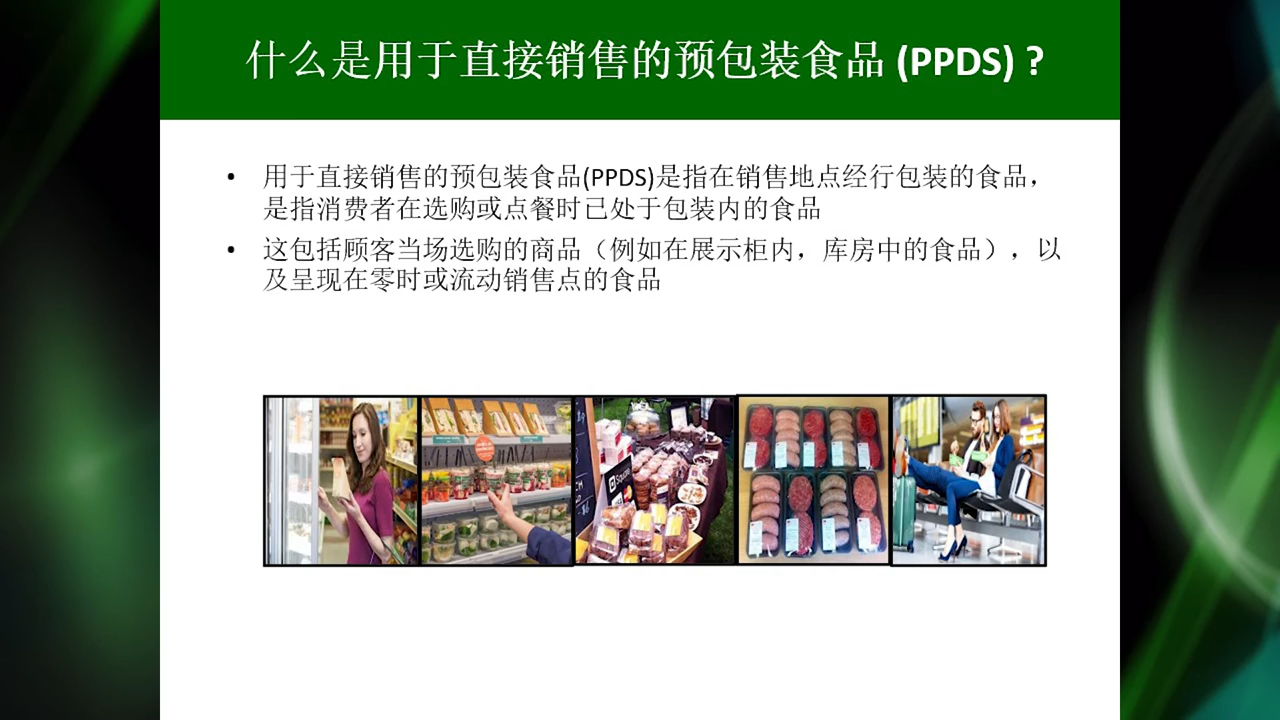 什么是用于直接销售的预包装食品 (PPDS) ?
• 用于直接销售的预包装食品(PPDS)是指在销售地点经行包装的食品，
是指消费者在选购或点餐时已处于包装内的食品
• 这包括顾客当场选购的商品（例如在展示柜内，库房中的食品），以
及呈现在零时或流动销售点的食品
Square